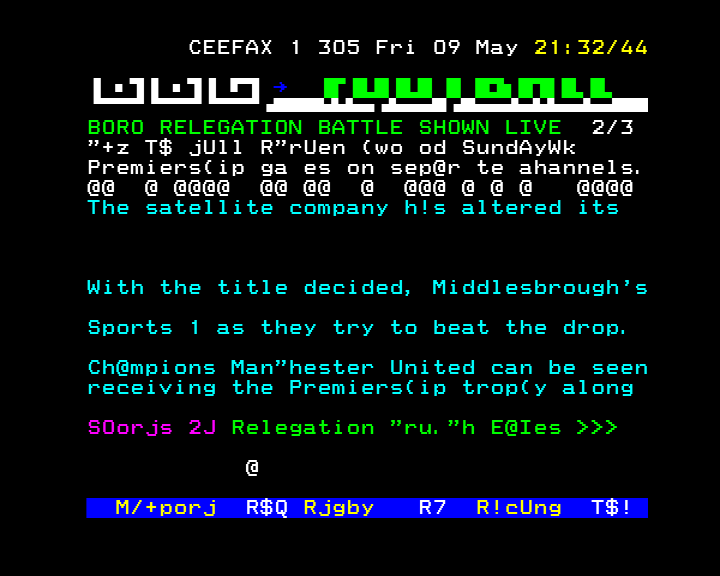 CEEFAX 1 305 Fri 09 May 21:32/44
BORO RELEGATION BATTLE SHOWN LIVE 2/3
"+z T$ jUll R"rUen (wo od SundAyWk
Premiers(ip ga es on sep@r te ahannels.
@@ @ @@@@ @@ @@ @ @@@ @ @ @ @@@@
The satellite company h!s altered its
With the title decided, Middlesbrough's
Sports 1 as they try to beat the drop.
Ch@mpions Man"hester United can be seen
receiving the Premiers(ip trop(y along
SOorjs 2J Relegation "ru."h E@Ies >>>
@
M/+porj R$Q Rjgby R7 R!cUng T$!